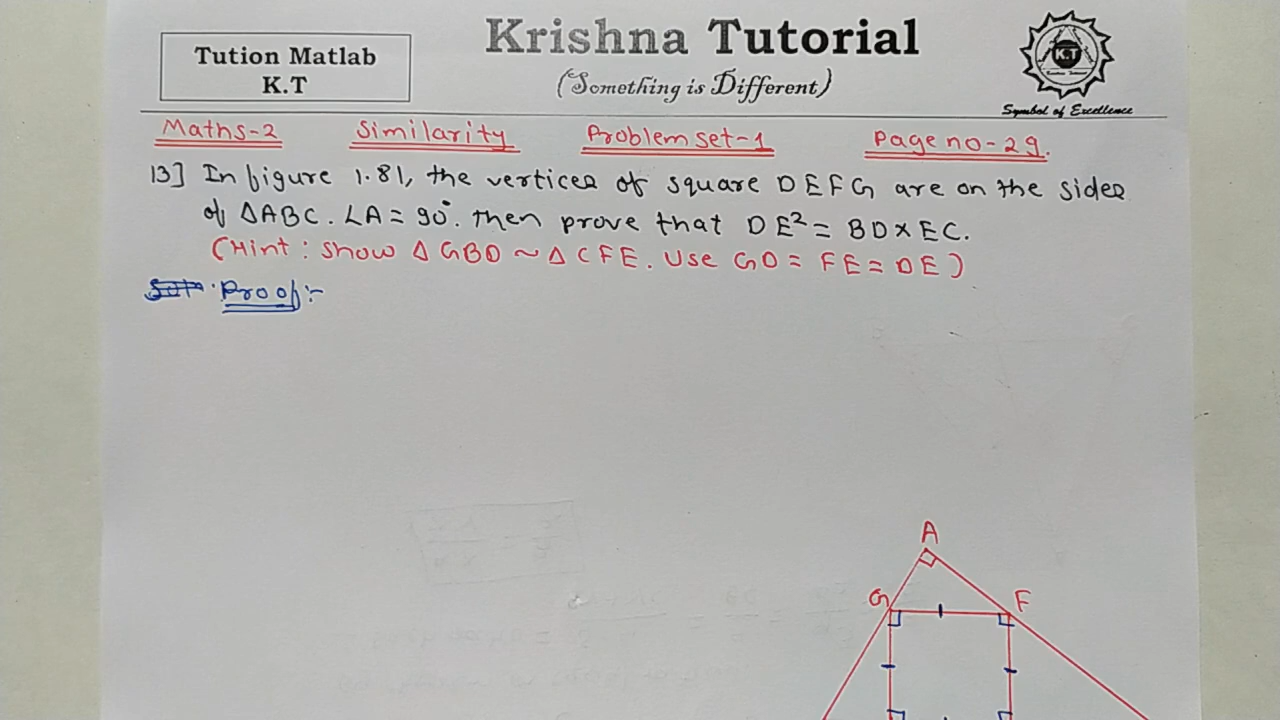 Tution Matlab
K.T
Krishna Tutorial
(Something is Different)
K.T
Symbol of Excellence
Maths-2 Similarity Problem set-1 Page no-29.
13] In figure 1.81, the vertices of square DEFG are on the sides
of ΔABC. ∠A = 90°. then prove that DE² = BD × EC.
(Hint : show Δ GBD ~ Δ CFE. Use GD = FE = DE)
Proof:-
A
G F